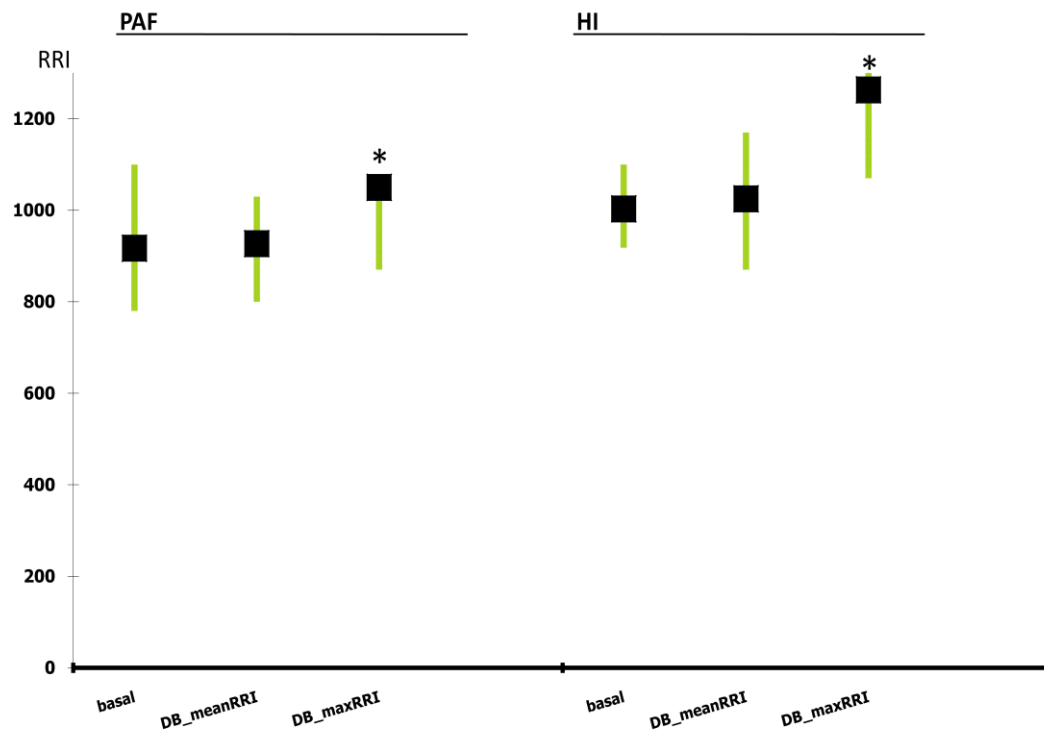 PAF
HI
RRI
*
*
1200
1000
800
600
400
200
0
basal
DB_meanRRI
DB_maxRRI
basal
DB_meanRRI
DB_maxRRI